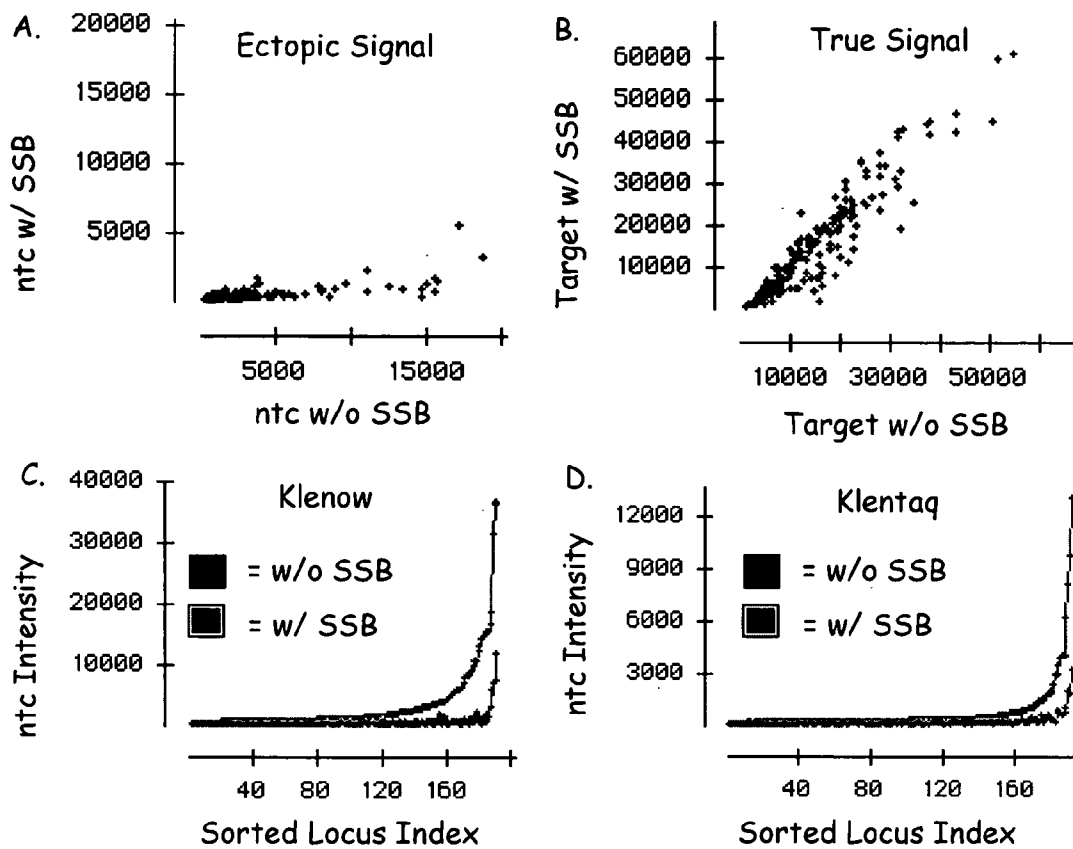 A.
Ectopic Signal
20000
15000
10000
5000
ntc w/ SSB
5000
15000
ntc w/o SSB
B.
True Signal
60000
50000
40000
30000
20000
10000
Target w/ SSB
10000
30000
50000
Target w/o SSB
C.
Klenow
40000
30000
20000
10000
ntc Intensity
= w/o SSB
= w/ SSB
40
80
120
160
Sorted Locus Index
D.
Klentaq
12000
9000
6000
3000
ntc Intensity
= w/o SSB
= w/ SSB
40
80
120
160
Sorted Locus Index